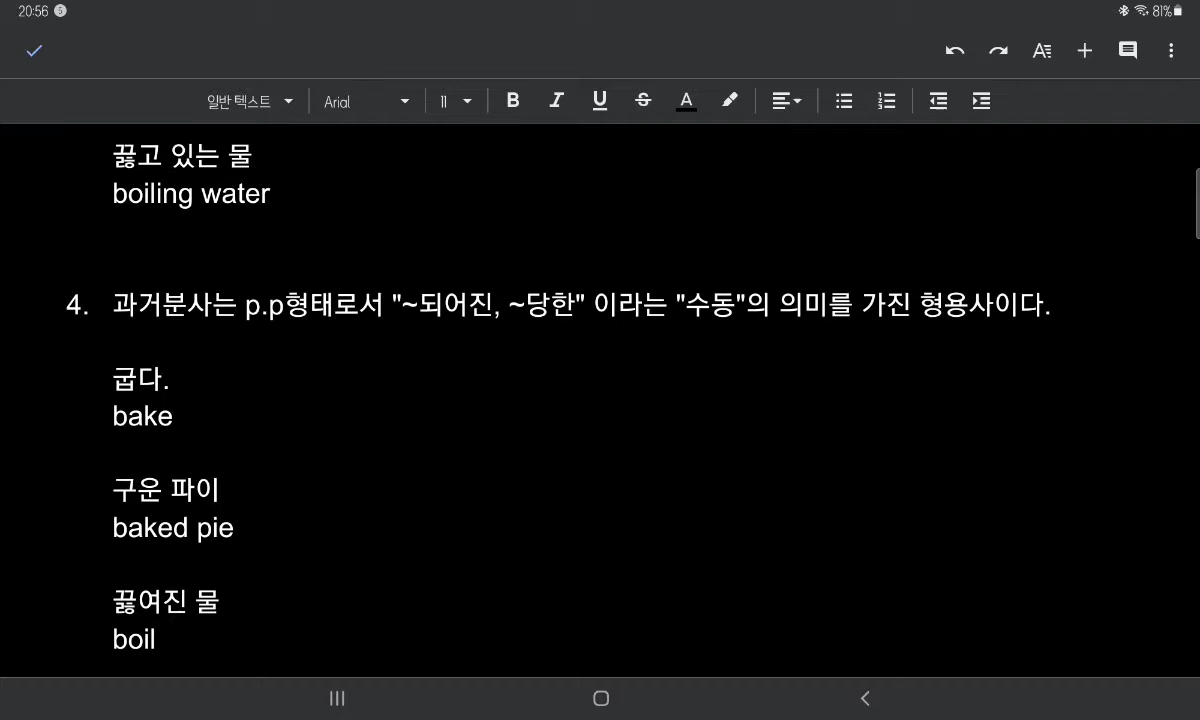 20:56 5 81%
일반 텍스트 Arial 11 B I U S A
끓고 있는 물
boiling water
4. 과거분사는 p.p형태로서 "~되어진, ~당한" 이라는 "수동"의 의미를 가진 형용사이다.
굽다.
bake
구운 파이
baked pie
끓여진 물
boil